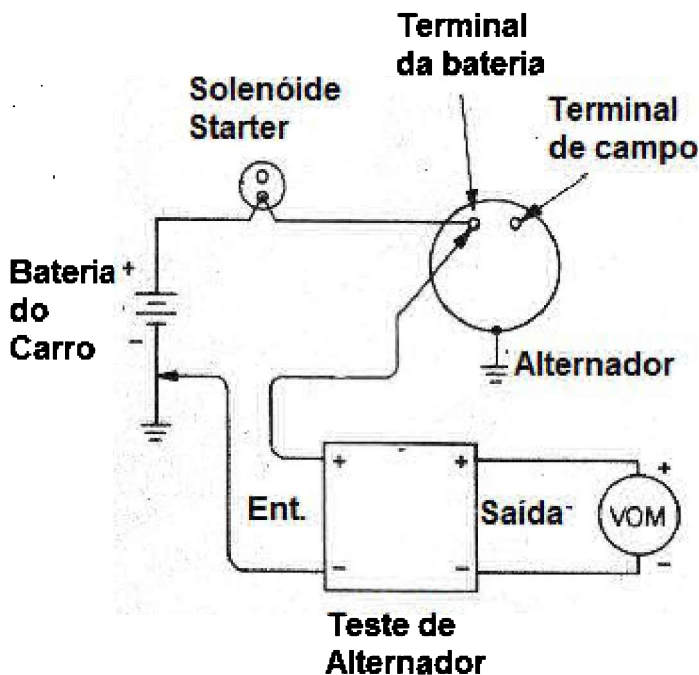 Terminal
da bateria
Solenóide
Starter
Terminal
de campo
Bateria +
do
Carro -
Alternador
Ent.
+ +
Saída
- -
+
VOM
-
Teste de
Alternador